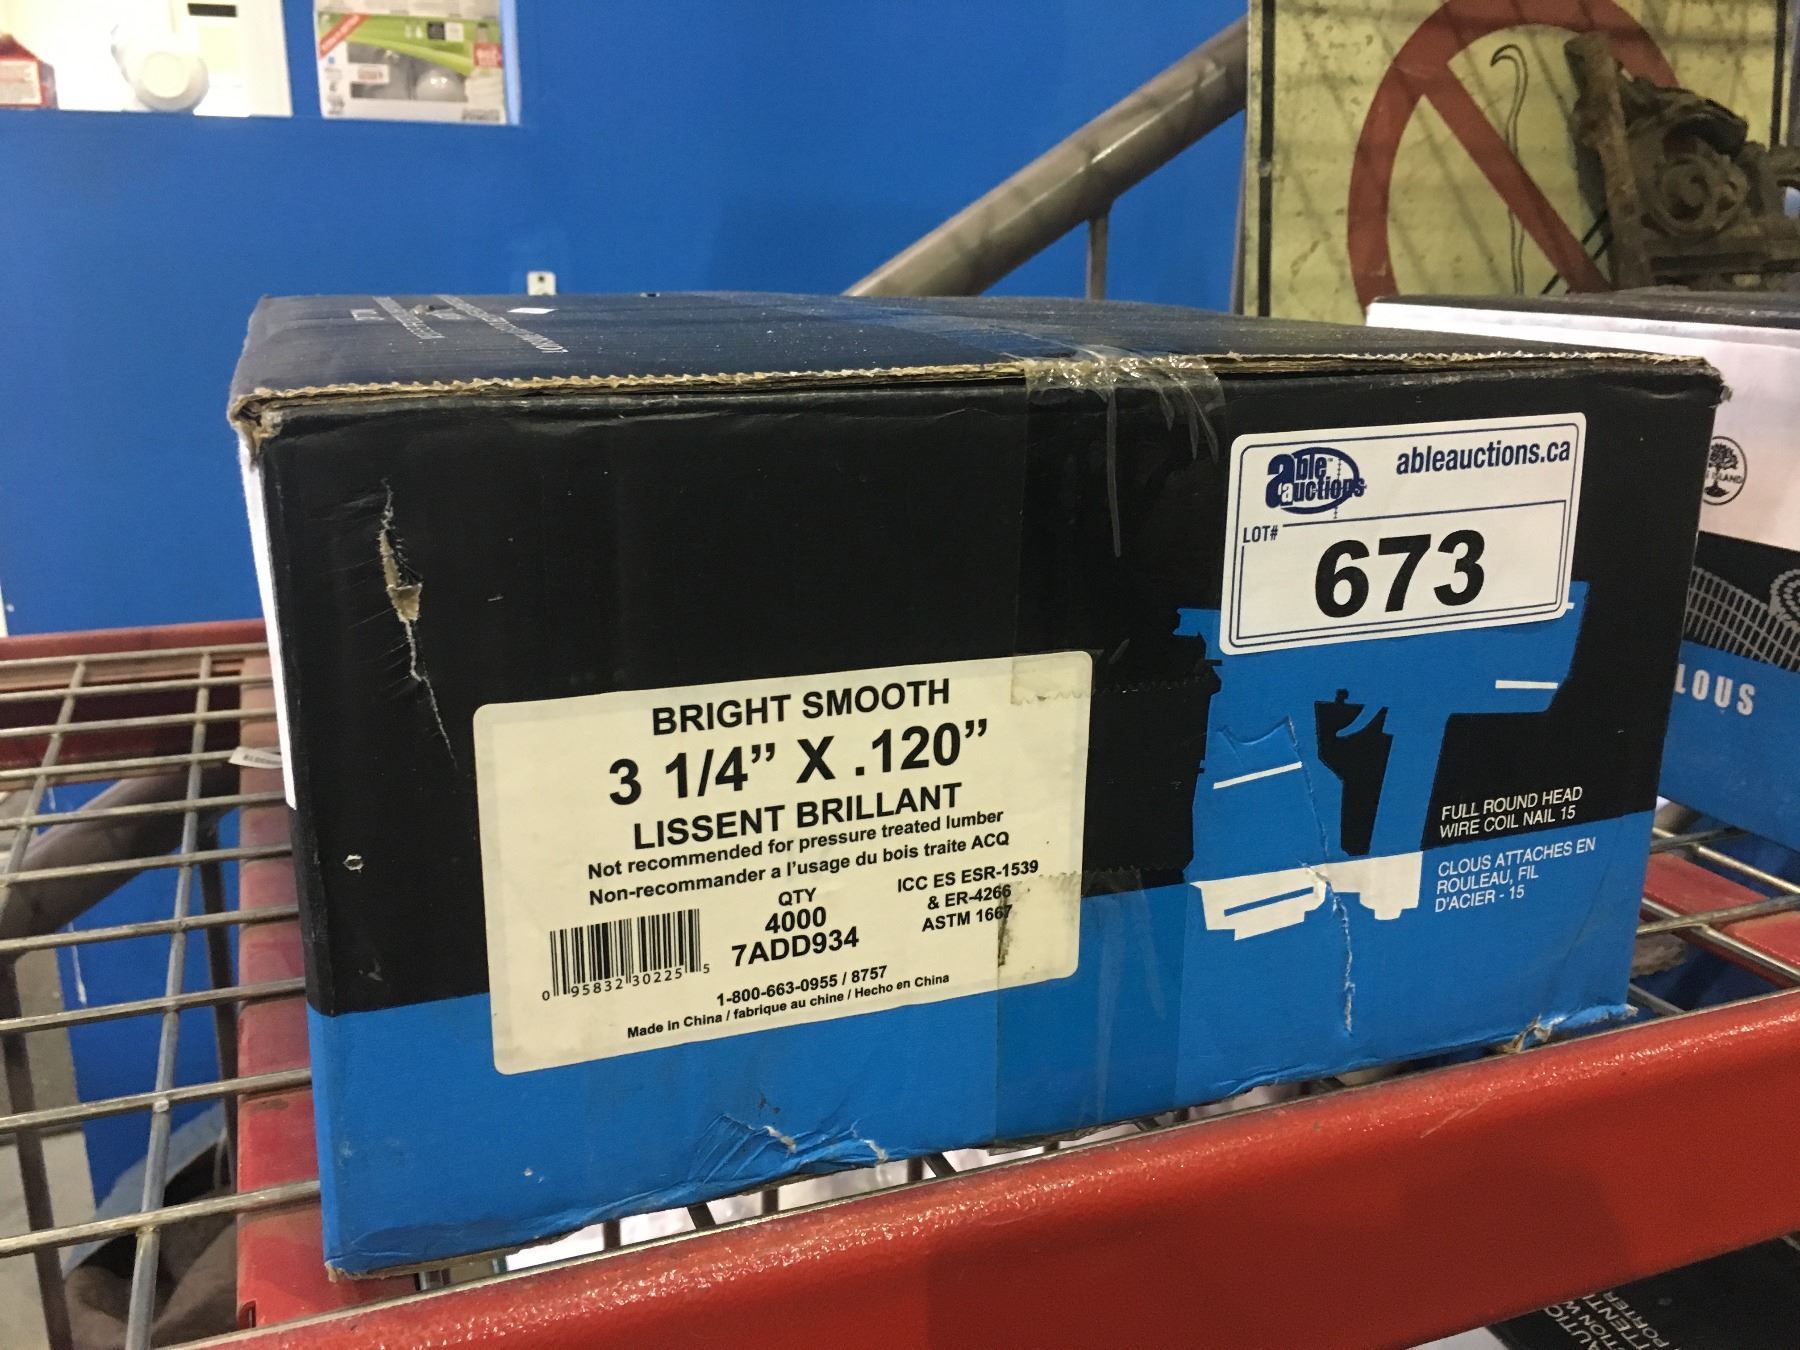 able
auctions
ableauctions.ca
LOT#
673
BRIGHT SMOOTH
3 1/4” X .120”
LISSENT BRILLANT
Not recommended for pressure treated lumber
Non-recommander a l'usage du bois traite ACQ
QTY
4000
7ADD934
ICC ES ESR-1539
& ER-4266
ASTM 1667
0 95832 30225 5
1-800-663-0955 / 8757
Made in China / fabrique au chine / Hecho en China
FULL ROUND HEAD
WIRE COIL NAIL 15
CLOUS ATTACHES EN
ROULEAU, FIL
D'ACIER - 15
LOUS